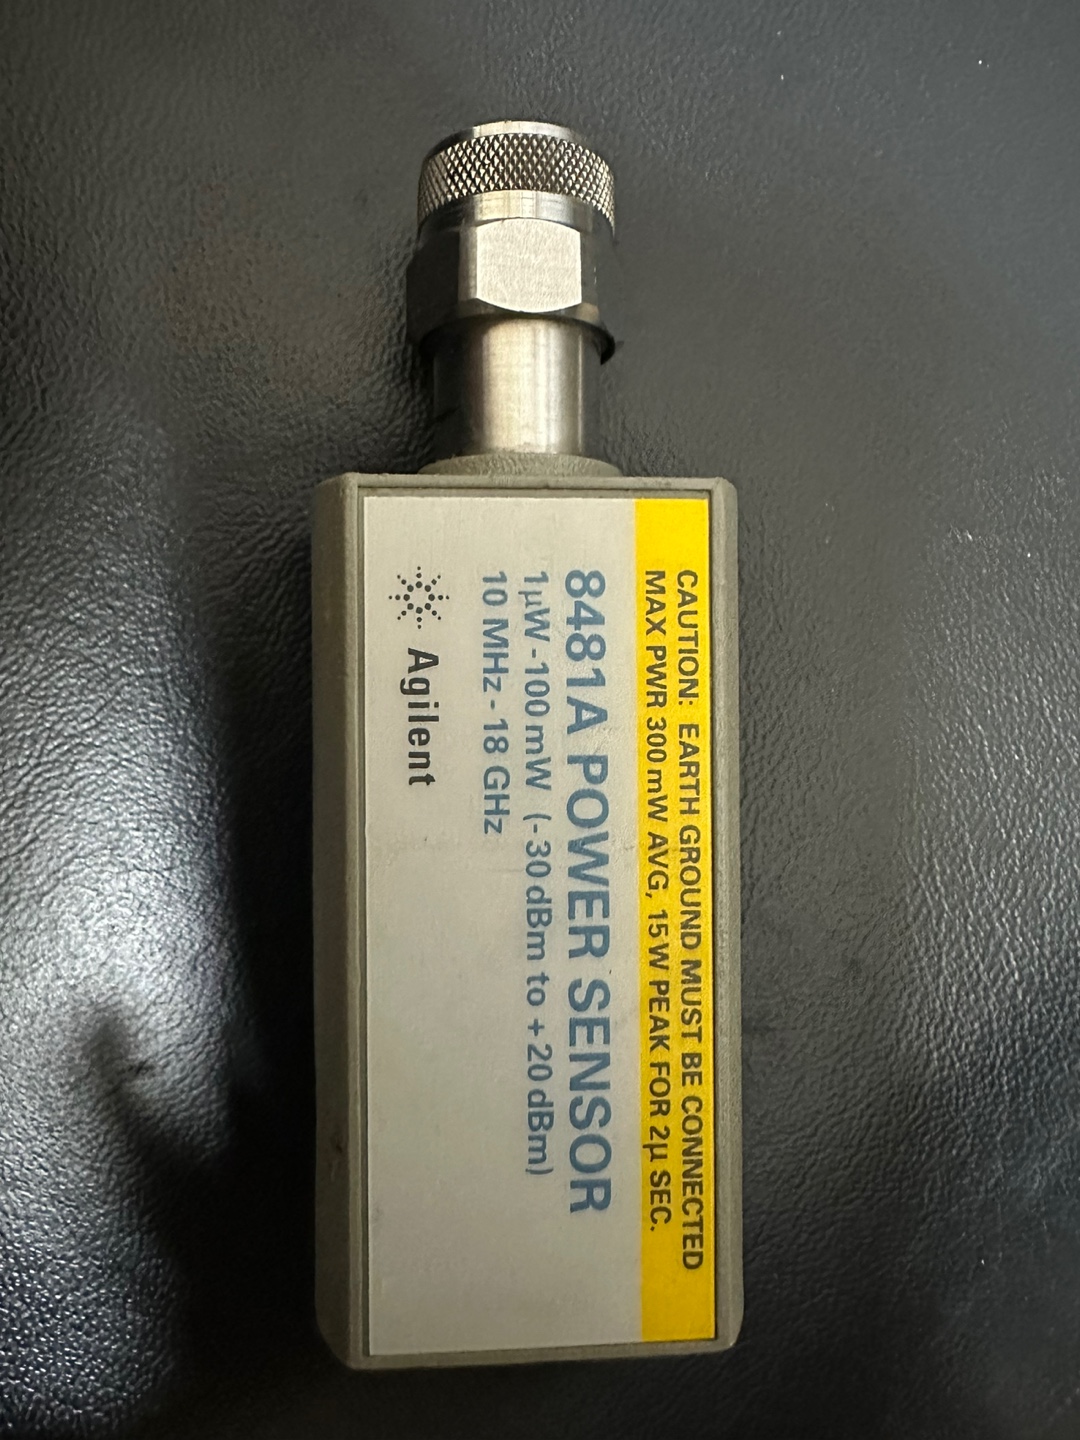 CAUTION: EARTH GROUND MUST BE CONNECTED
MAX PWR 300 mW AVG, 15 W PEAK FOR 2µ SEC.
8481A POWER SENSOR
1µW - 100 mW (- 30 dBm to + 20 dBm)
10 MHz - 18 GHz
Agilent